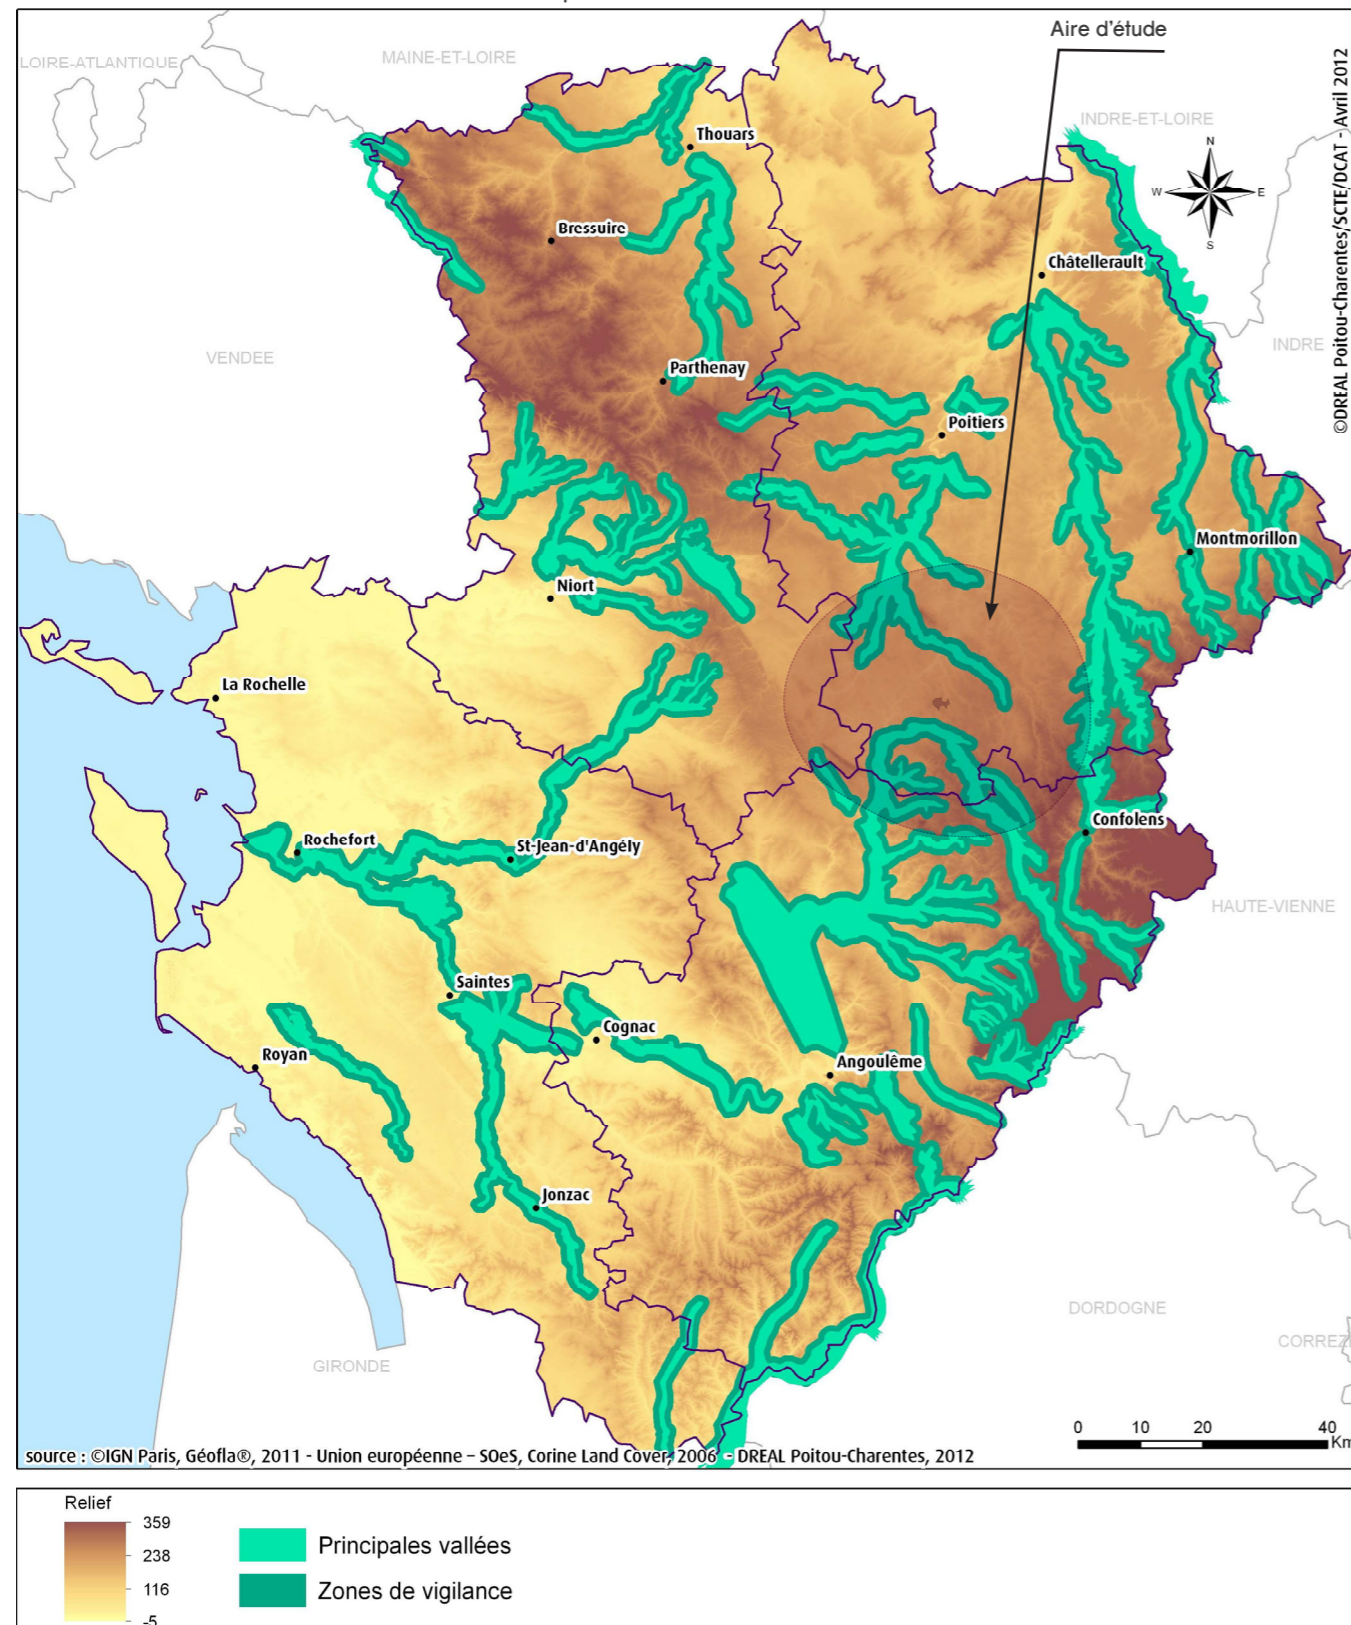 Aire d'étude
LOIRE-ATLANTIQUE
MAINE-ET-LOIRE
INDRE-ET-LOIRE
©DREAL Poitou-Charentes/SCTE/DCAT - Avril 2012
Thouars
N
W
E
S
Bressuire
Châtellerault
VENDEE
INDRE
Parthenay
Poitiers
Montmorillon
Niort
La Rochelle
Confolens
Rochefort
St-Jean-d'Angély
HAUTE-VIENNE
Saintes
Cognac
Royan
Angoulême
Jonzac
DORDOGNE
CORREZ
GIRONDE
0 10 20 40
Km
source : ©IGN Paris, Géofla®, 2011 - Union européenne – SOeS, Corine Land Cover, 2006 - DREAL Poitou-Charentes, 2012
Relief
359
238
116
-5
Principales vallées
Zones de vigilance